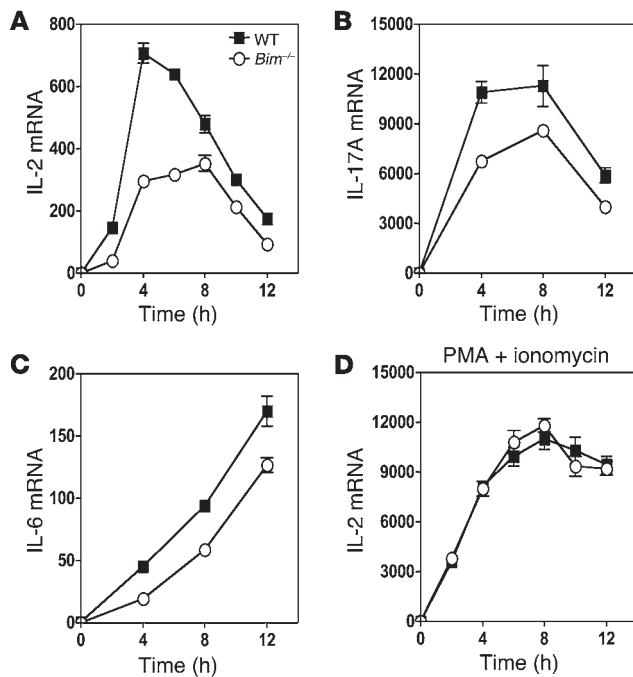 A
800
600
400
200
0
IL-2 mRNA
WT
Bim–/–
0 4 8 12
Time (h)
B
15000
12000
9000
6000
3000
0
IL-17A mRNA
0 4 8 12
Time (h)
C
200
150
100
50
0
IL-6 mRNA
0 4 8 12
Time (h)
D
PMA + ionomycin
15000
12000
9000
6000
3000
0
IL-2 mRNA
0 4 8 12
Time (h)